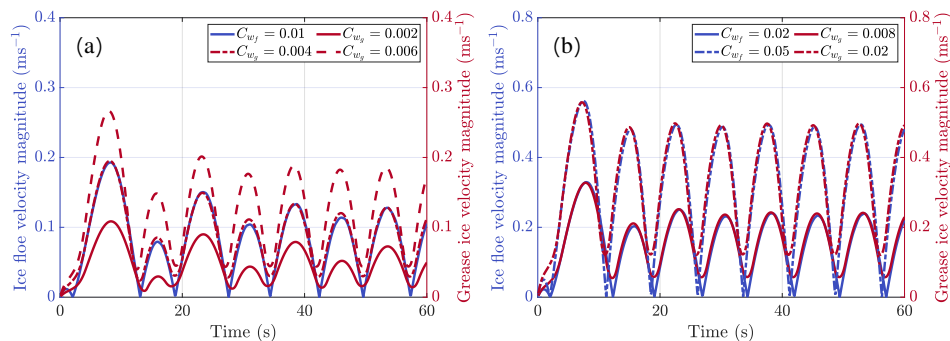 0.4
0.3
0.2
0.1
0
Ice floe velocity magnitude (ms⁻¹)
(a)
C_{w_f} = 0.01
C_{w_g} = 0.002
C_{w_g} = 0.004
C_{w_g} = 0.006
0.4
0.3
0.2
0.1
0
Grease ice velocity magnitude (ms⁻¹)
0 20 40 60
Time (s)
0.8
0.6
0.4
0.2
0
Ice floe velocity magnitude (ms⁻¹)
(b)
C_{w_f} = 0.02
C_{w_g} = 0.008
C_{w_f} = 0.05
C_{w_g} = 0.02
0.8
0.6
0.4
0.2
0
Grease ice velocity magnitude (ms⁻¹)
0 20 40 60
Time (s)